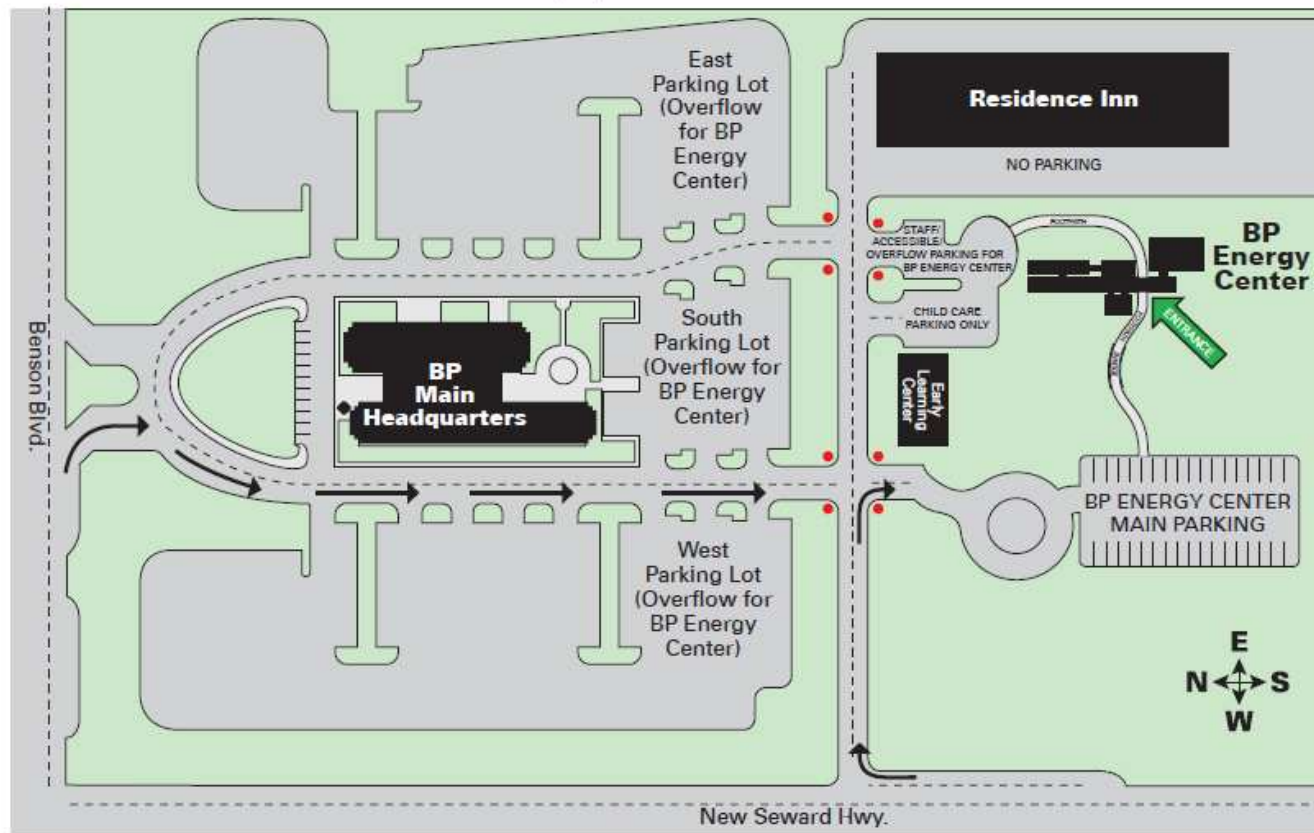 East
Parking Lot
(Overflow
for BP
Energy
Center)
Residence Inn
NO PARKING
STAFF/
ACCESSIBLE/
OVERFLOW PARKING FOR
BP ENERGY CENTER
FOOTPATH
BP
Energy
Center
CHILD CARE
PARKING ONLY
ENTRANCE
Early
Learning
Center
Benson Blvd.
BP
Main
Headquarters
South
Parking Lot
(Overflow for
BP Energy
Center)
BP ENERGY CENTER
MAIN PARKING
West
Parking Lot
(Overflow for
BP Energy
Center)
E
N S
W
New Seward Hwy.